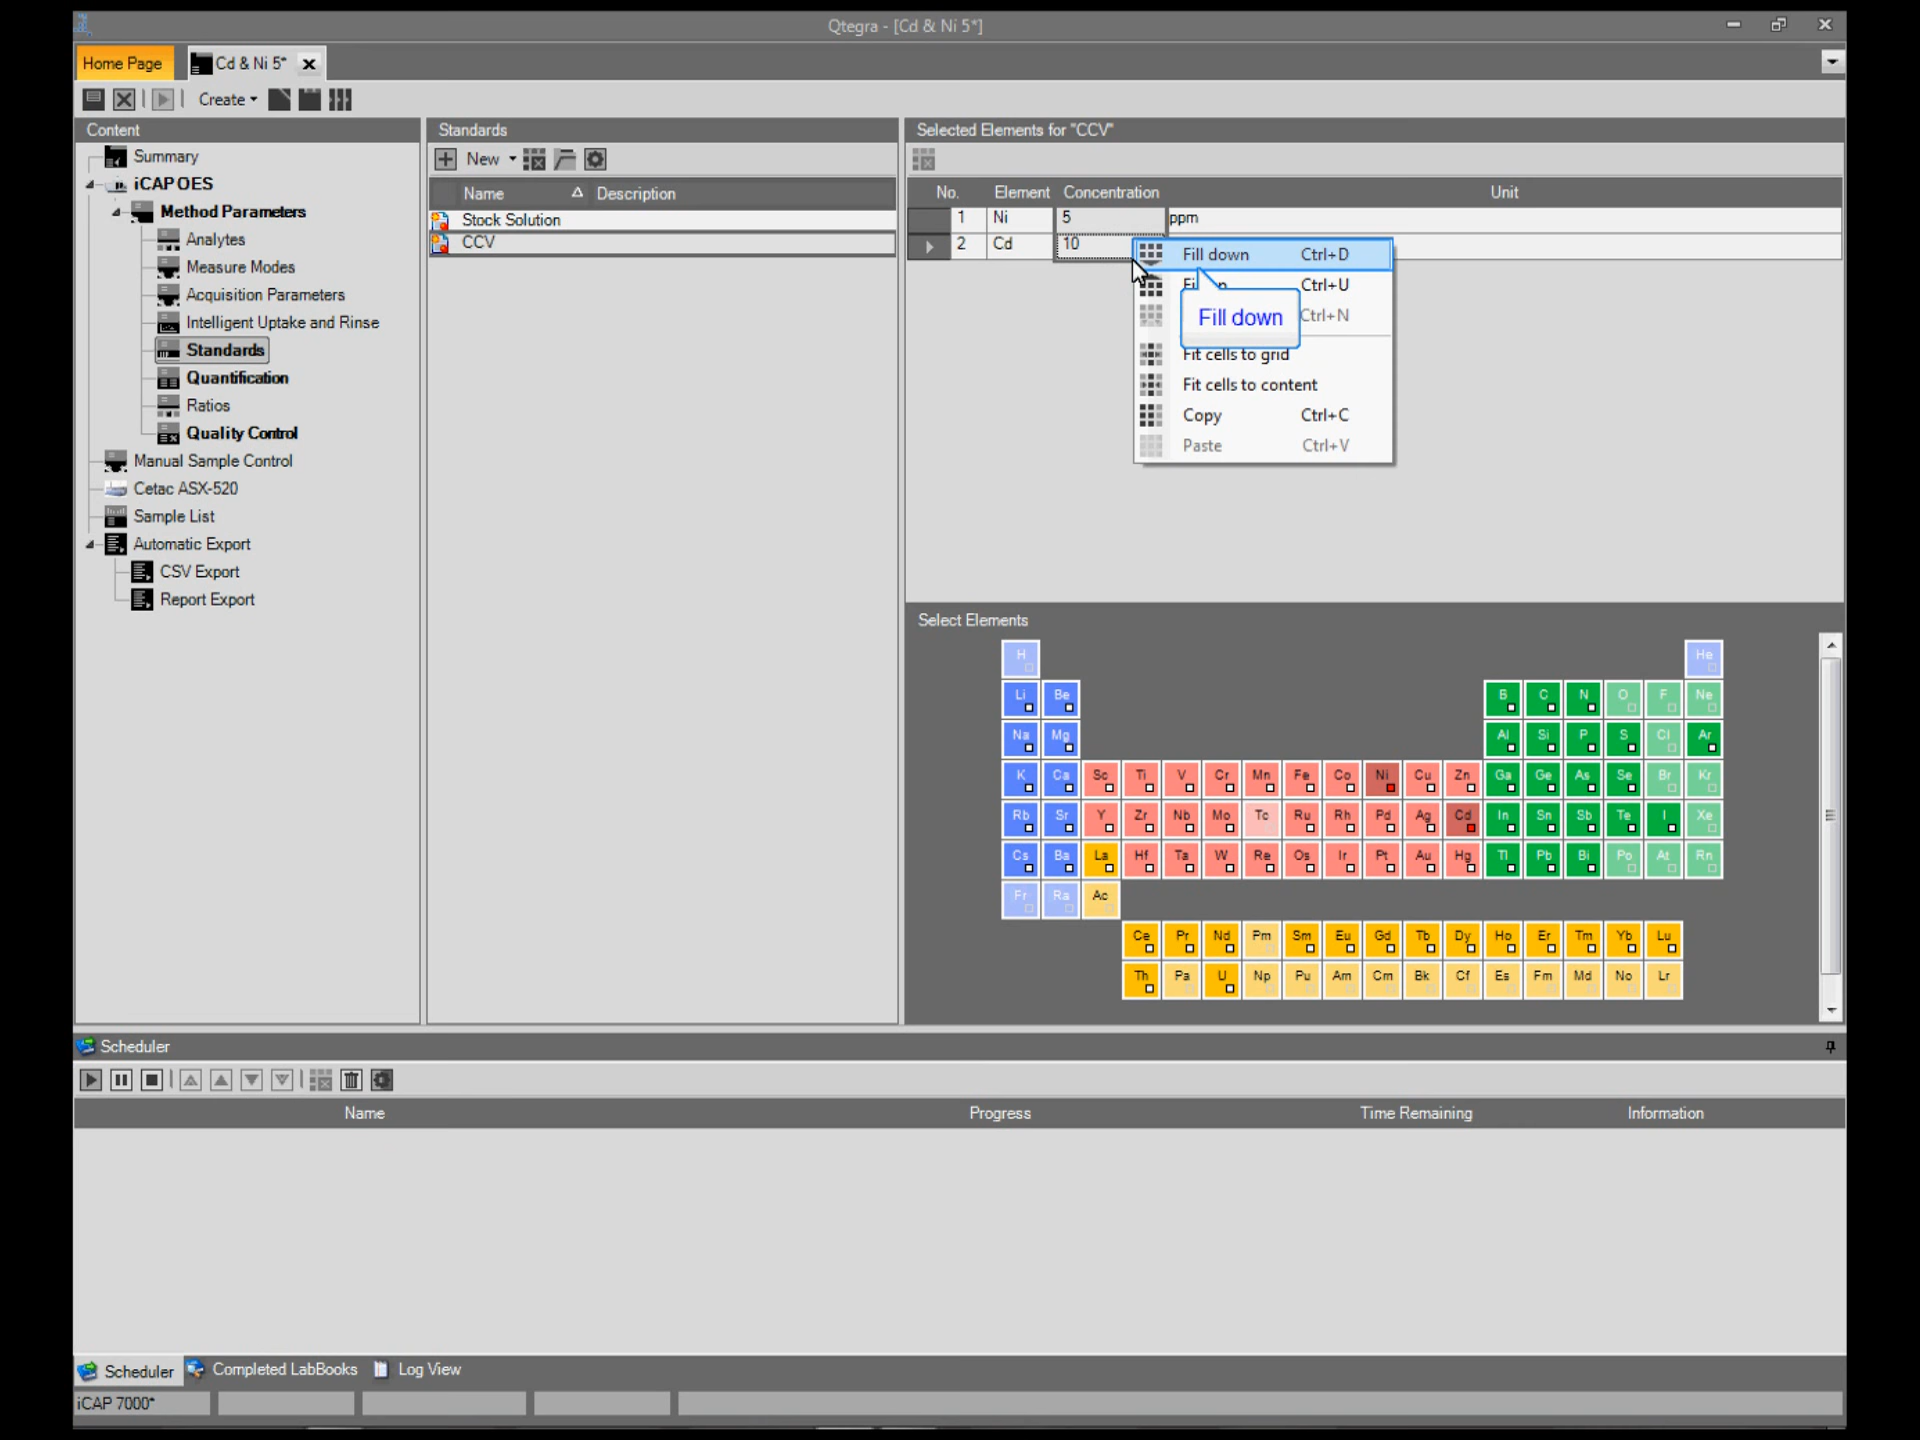 Qtegra - [Cd & Ni 5*]
Home Page
Cd & Ni 5*
Create
Content
Summary
iCAP OES
Method Parameters
Analytes
Measure Modes
Acquisition Parameters
Intelligent Uptake and Rinse
Standards
Quantification
Ratios
Quality Control
Manual Sample Control
Cetac ASX-520
Sample List
Automatic Export
CSV Export
Report Export
Standards
New
Name Description
Stock Solution
CCV
Selected Elements for "CCV"
No. Element Concentration Unit
1 Ni 5 ppm
2 Cd 10
Fill down Ctrl+D
Ctrl+U
Fill down
Ctrl+N
Fit cells to grid
Fit cells to content
Copy Ctrl+C
Paste Ctrl+V
Select Elements
H He
Li Be B C N O F Ne
Na Mg Al Si P S Cl Ar
K Ca Sc Ti V Cr Mn Fe Co Ni Cu Zn Ga Ge As Se Br Kr
Rb Sr Y Zr Nb Mo Tc Ru Rh Pd Ag Cd In Sn Sb Te I Xe
Cs Ba La Hf Ta W Re Os Ir Pt Au Hg Tl Pb Bi Po At Rn
Fr Ra Ac
Ce Pr Nd Pm Sm Eu Gd Tb Dy Ho Er Tm Yb Lu
Th Pa U Np Pu Am Cm Bk Cf Es Fm Md No Lr
Scheduler
Name Progress Time Remaining Information
Scheduler Completed LabBooks Log View
iCAP 7000*